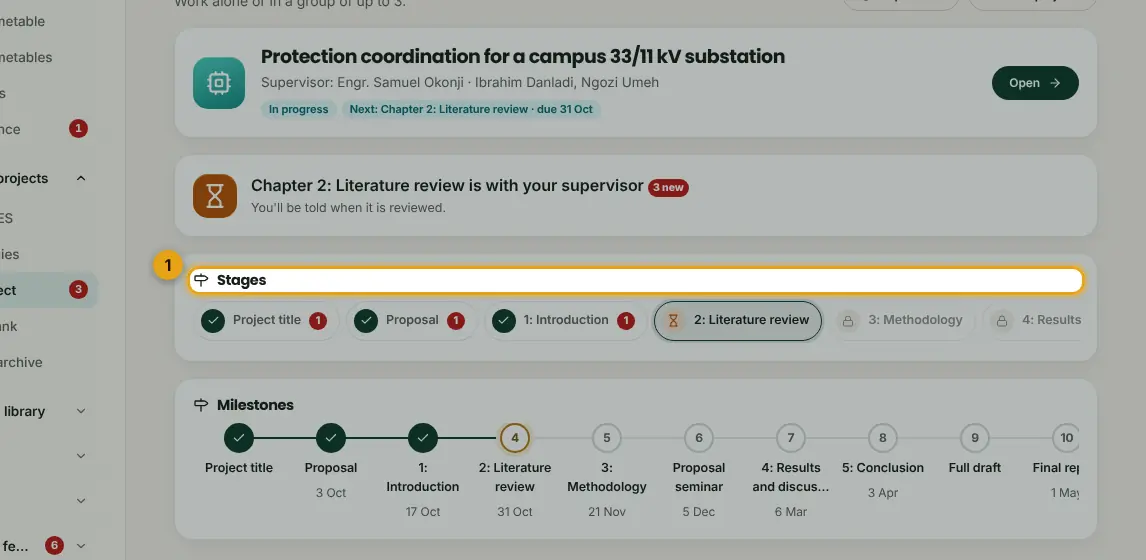 Work alone or in a group of up to 3.
metable
metables
s
nce 1
projects
ES
ies
ect 3
nk
archive
library
fe... 6
Protection coordination for a campus 33/11 kV substation
Supervisor: Engr. Samuel Okonji · Ibrahim Danladi, Ngozi Umeh
In progress Next: Chapter 2: Literature review · due 31 Oct
Open
Chapter 2: Literature review is with your supervisor 3 new
You'll be told when it is reviewed.
1
Stages
Project title 1 Proposal 1 1: Introduction 1 2: Literature review 3: Methodology 4: Results
Milestones
4 5 6 7 8 9 10
Project title Proposal 1: 2: Literature 3: Proposal 4: Results 5: Conclusion Full draft Final rep
Introduction review Methodology seminar and discus...
3 Oct 3 Apr 1 May
17 Oct 31 Oct 21 Nov 5 Dec 6 Mar